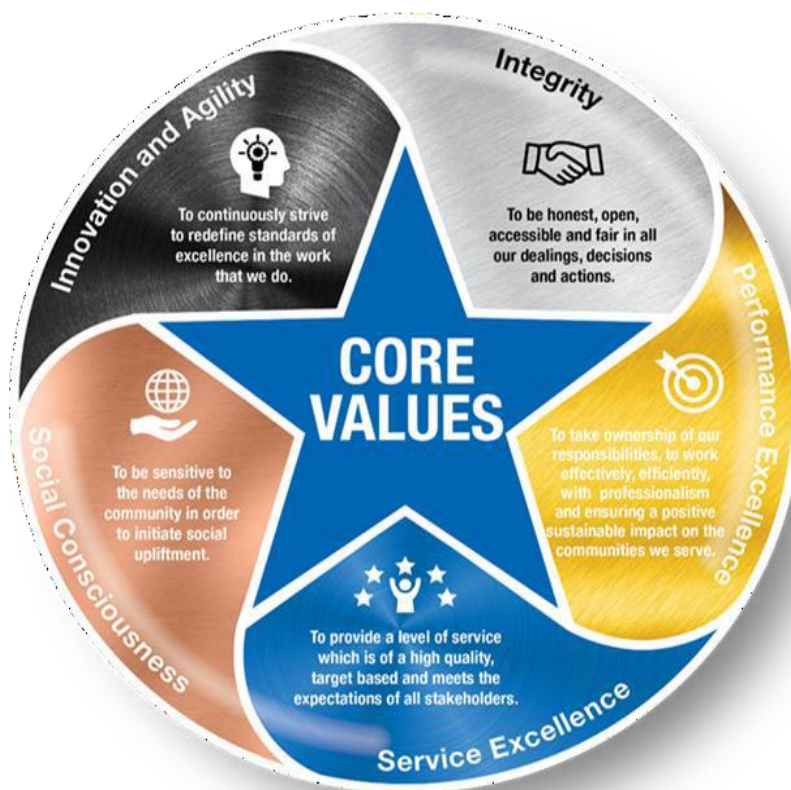 CORE
VALUES
Integrity
To be honest, open,
accessible and fair in all
our dealings, decisions
and actions.
Performance Excellence
To take ownership of our
responsibilities, to work
effectively, efficiently,
with professionalism
and ensuring a positive
sustainable impact on the
communities we serve.
Service Excellence
To provide a level of service
which is of a high quality,
target based and meets the
expectations of all stakeholders.
Social Consciousness
To be sensitive to
the needs of the
community in order
to initiate social
upliftment.
Innovation and Agility
To continuously strive
to redefine standards of
excellence in the work
that we do.